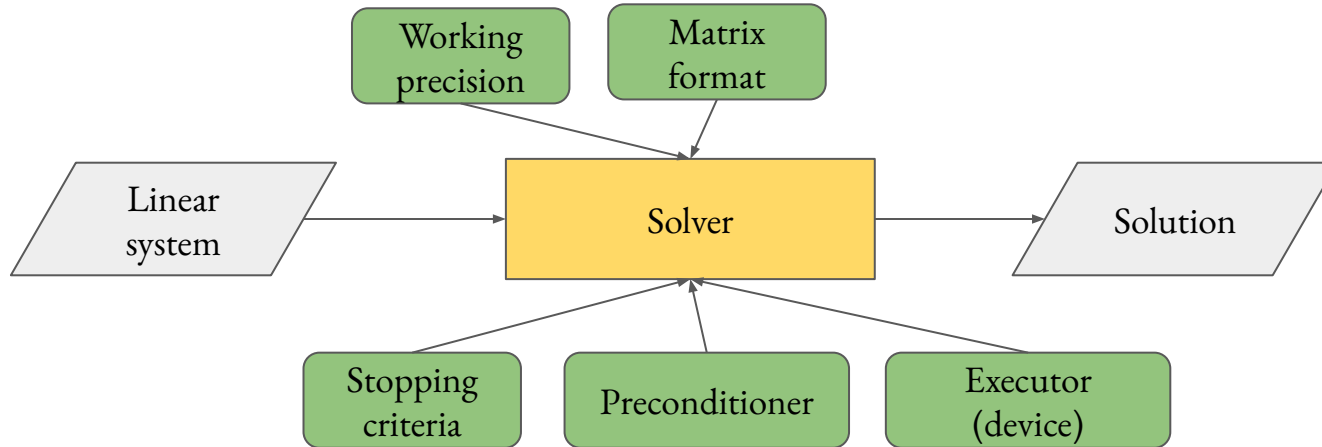 Working
precision
Matrix
format
Linear
system
Solver
Solution
Stopping
criteria
Preconditioner
Executor
(device)